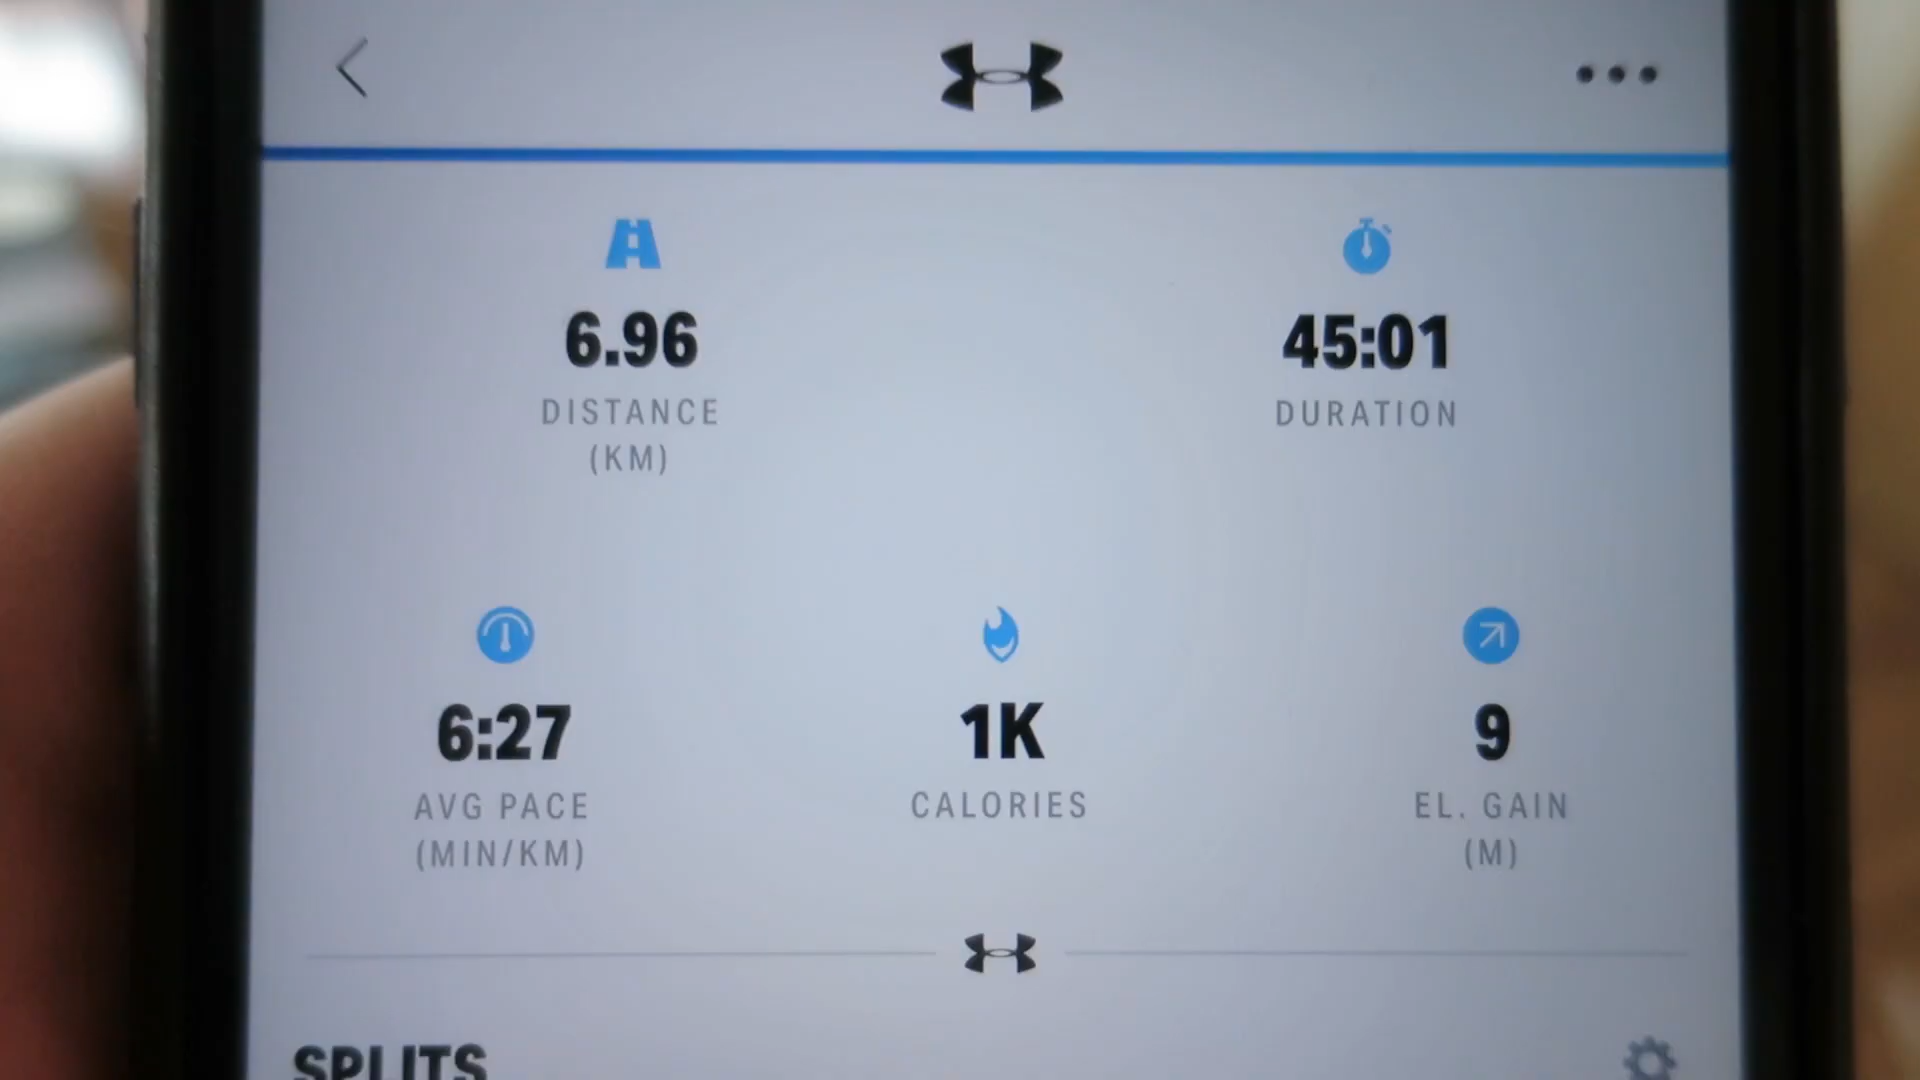 6.96
DISTANCE
(KM)
45:01
DURATION
6:27
AVG PACE
(MIN/KM)
1K
CALORIES
9
EL. GAIN
(M)
SPLITS